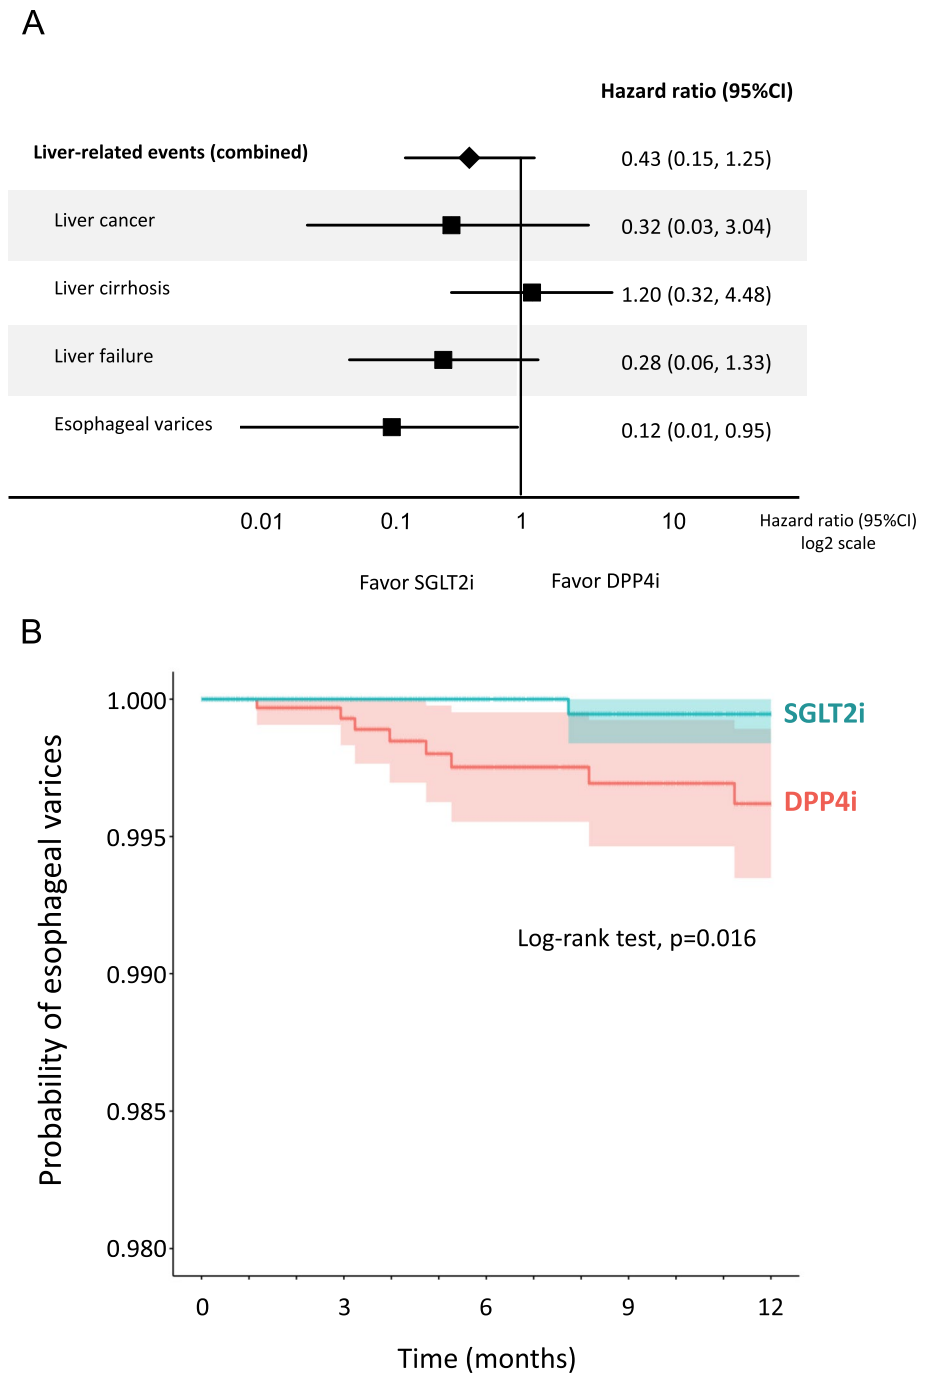 A
Hazard ratio (95%CI)
Liver-related events (combined) 0.43 (0.15, 1.25)
Liver cancer 0.32 (0.03, 3.04)
Liver cirrhosis 1.20 (0.32, 4.48)
Liver failure 0.28 (0.06, 1.33)
Esophageal varices 0.12 (0.01, 0.95)
0.01 0.1 1 10 Hazard ratio (95%CI)
log2 scale
Favor SGLT2i Favor DPP4i
B
Probability of esophageal varices
1.000
0.995
0.990
0.985
0.980
SGLT2i
DPP4i
Log-rank test, p=0.016
0 3 6 9 12
Time (months)